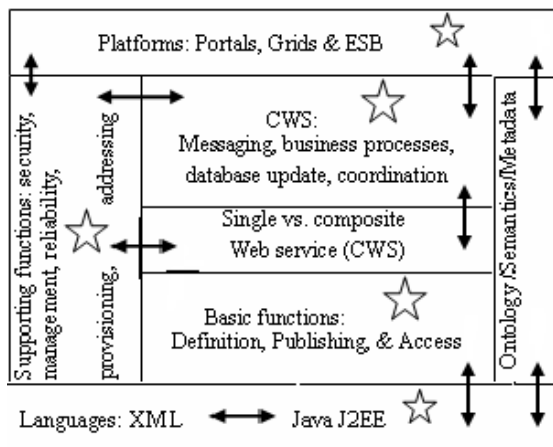 Platforms: Portals, Grids & ESB
Supporting functions: security,
management, reliability,
provisioning, addressing
CWS:
Messaging, business processes,
database update, coordination
Single vs. composite
Web service (CWS)
Basic functions:
Definition, Publishing, & Access
Ontology/Semantics/Metadata
Languages: XML Java J2EE